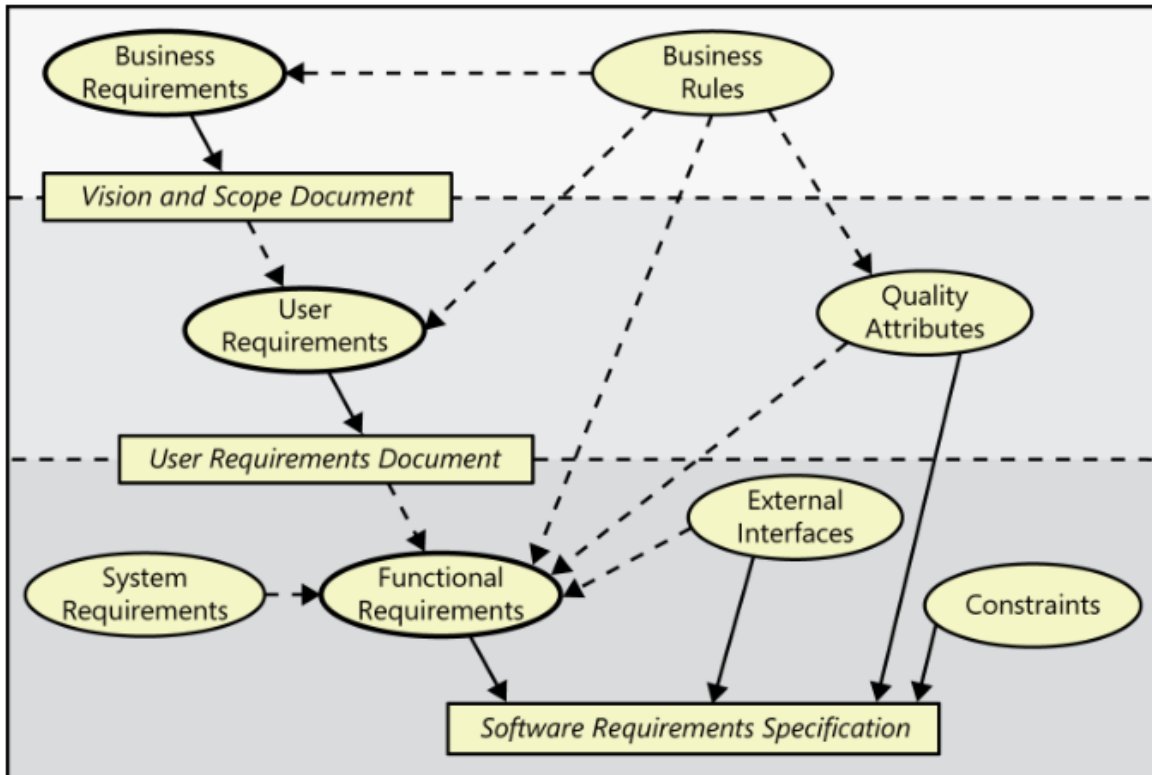 Business
Requirements
Business
Rules
Vision and Scope Document
User
Requirements
Quality
Attributes
User Requirements Document
External
Interfaces
System
Requirements
Functional
Requirements
Constraints
Software Requirements Specification